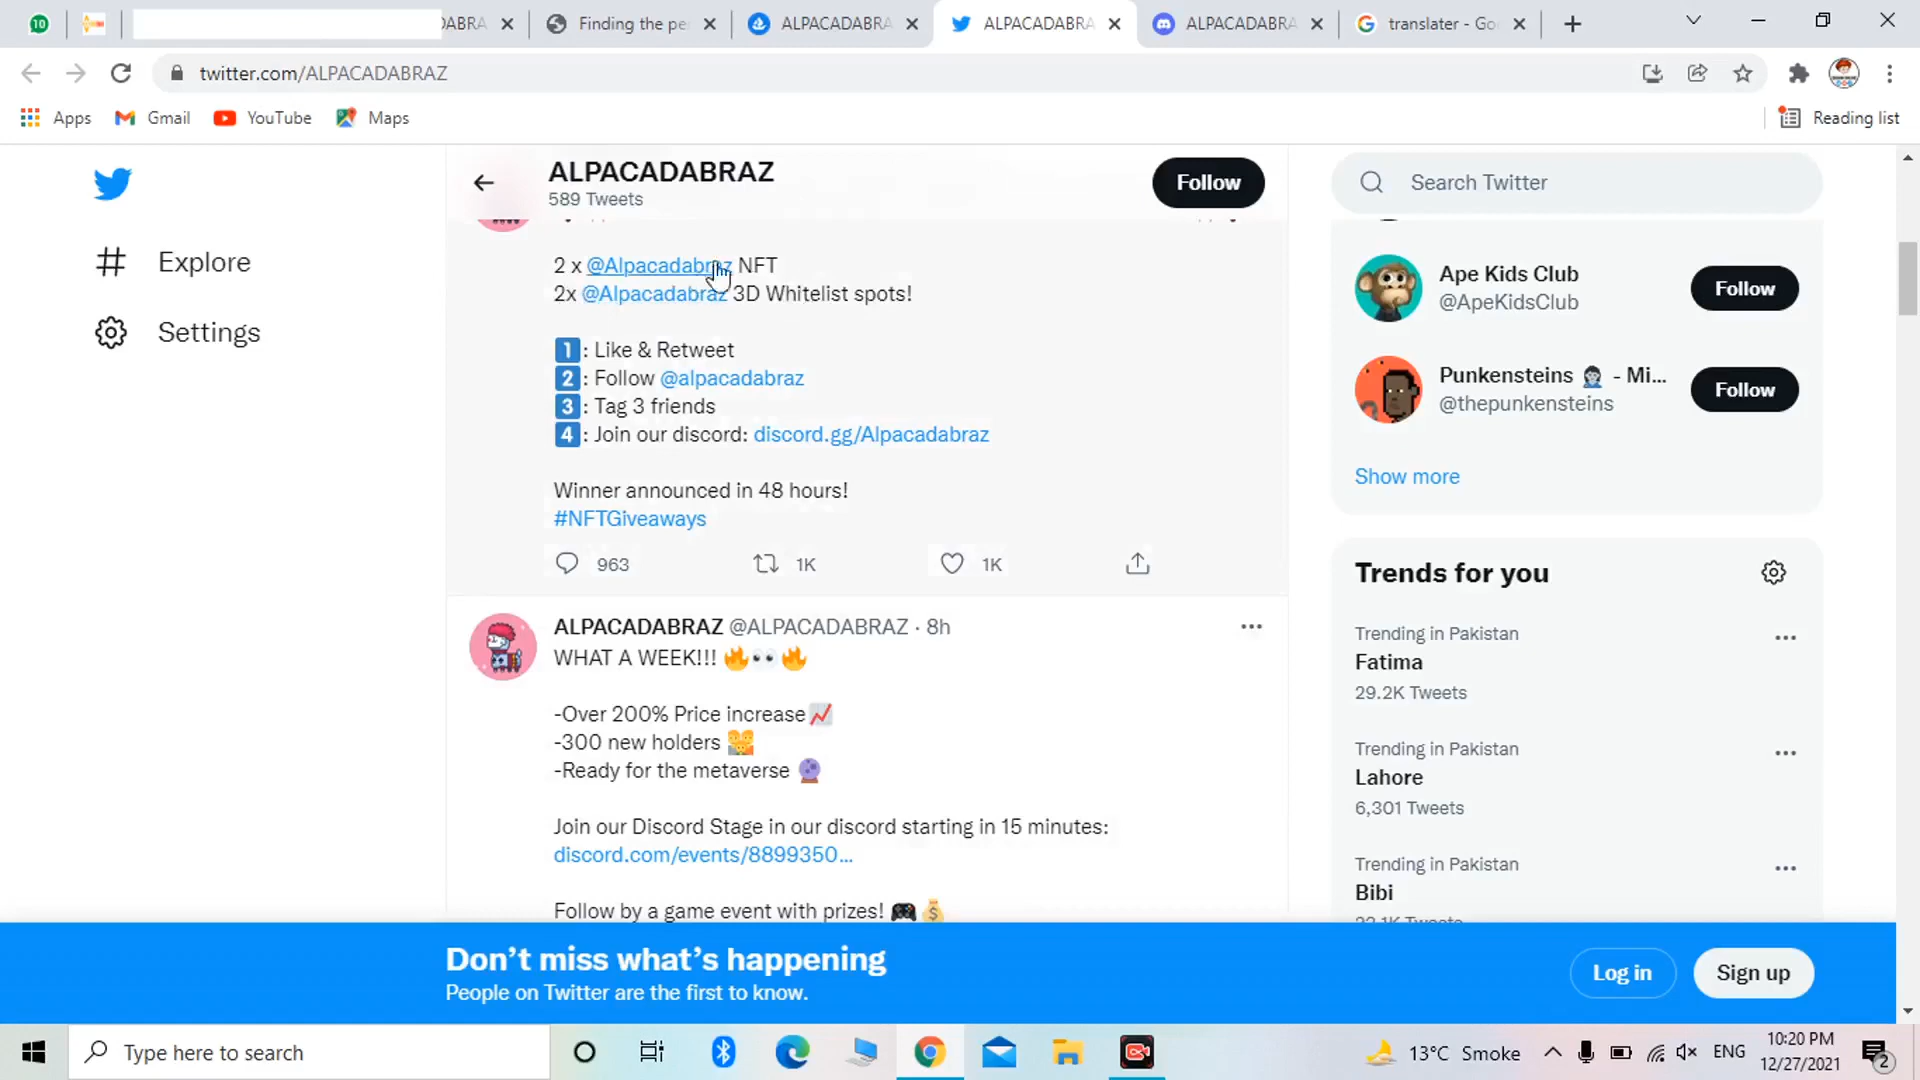 10
ABRA
Finding the pe
ALPACADABRA
ALPACADABRA
ALPACADABRA
translater - Go
twitter.com/ALPACADABRAZ
Apps
Gmail
YouTube
Maps
Reading list
Explore
Settings
ALPACADABRAZ
589 Tweets
Follow
2 x @Alpacadabraz NFT
2x @Alpacadabraz 3D Whitelist spots!
1: Like & Retweet
2: Follow @alpacadabraz
3: Tag 3 friends
4: Join our discord: discord.gg/Alpacadabraz
Winner announced in 48 hours!
#NFTGiveaways
963
1K
1K
ALPACADABRAZ @ALPACADABRAZ · 8h
WHAT A WEEK!!! 🔥👀🔥
-Over 200% Price increase📈
-300 new holders
-Ready for the metaverse 🔮
Join our Discord Stage in our discord starting in 15 minutes:
discord.com/events/8899350...
Follow by a game event with prizes! 🎮💰
Search Twitter
Ape Kids Club
@ApeKidsClub
Follow
Punkensteins - Mi...
@thepunkensteins
Follow
Show more
Trends for you
Trending in Pakistan
Fatima
29.2K Tweets
Trending in Pakistan
Lahore
6,301 Tweets
Trending in Pakistan
Bibi
Don't miss what's happening
People on Twitter are the first to know.
Log in
Sign up
Type here to search
13°C Smoke
ENG
10:20 PM
12/27/2021
2